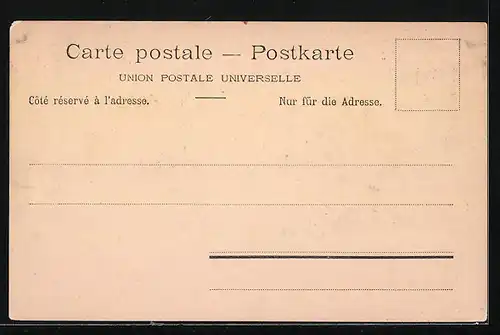 Carte postale — Postkarte
UNION POSTALE UNIVERSELLE
Côté réservé à l'adresse. Nur für die Adresse.